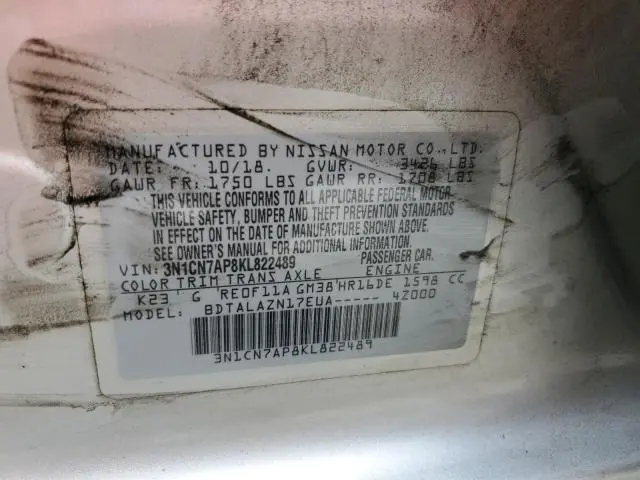 MANUFACTURED BY NISSAN MOTOR CO., LTD.
DATE: 10/18. GVWR: 3426 LBS
GAWR FR: 1750 LBS GAWR RR: 1708 LBS
THIS VEHICLE CONFORMS TO ALL APPLICABLE FEDERAL MOTOR
VEHICLE SAFETY, BUMPER AND THEFT PREVENTION STANDARDS
IN EFFECT ON THE DATE OF MANUFACTURE SHOWN ABOVE.
SEE OWNER'S MANUAL FOR ADDITIONAL INFORMATION.
VIN: 3N1CN7AP8KL822489 PASSENGER CAR.
COLOR TRIM TRANS AXLE ENGINE
K23 G RE0F11A GM38 HR16DE 1598 CC
MODEL: BDTALAZN17EUA----- 4Z000
3N1CN7AP8KL822489